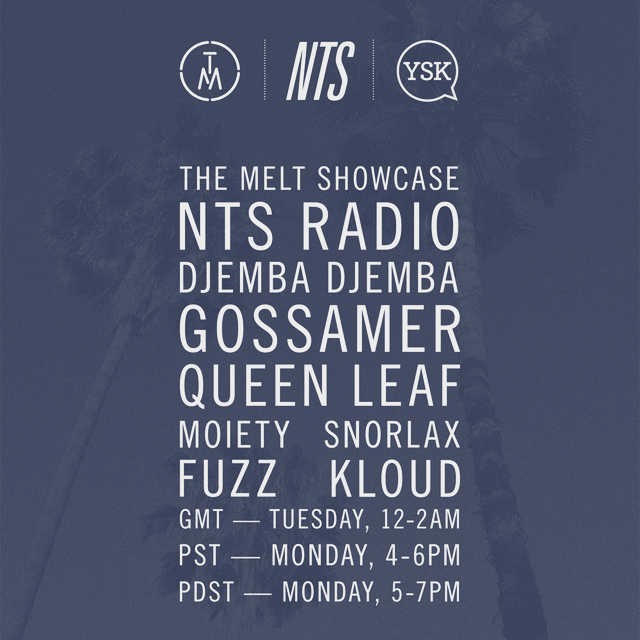 TM NTS YSK
THE MELT SHOWCASE
NTS RADIO
DJEMBA DJEMBA
GOSSAMER
QUEEN LEAF
MOIETY SNORLAX
FUZZ KLOUD
GMT — TUESDAY, 12-2AM
PST — MONDAY, 4-6PM
PDST — MONDAY, 5-7PM